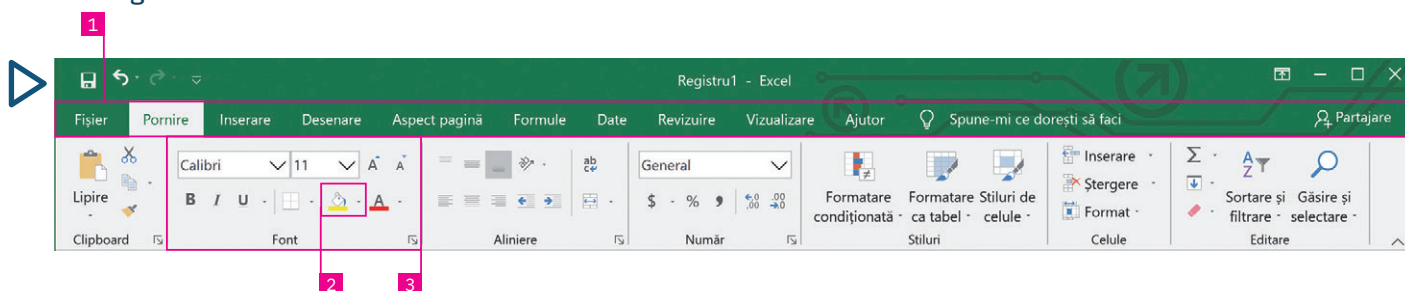 1
Registru1 - Excel
Fișier Pornire Inserare Desenare Aspect pagină Formule Date Revizuire Vizualizare Ajutor Spune-mi ce dorești să faci Partajare
Lipire
Clipboard
Calibri 11 A A
B I U A
Font
ab
Aliniere
General
$ % ,00 ,00
Număr
Formatare condiționată
Formatare ca tabel
Stiluri de celule
Stiluri
Inserare
Ștergere
Format
Celule
Σ
A
Z
Sortare și filtrare
Găsire și selectare
Editare
2 3